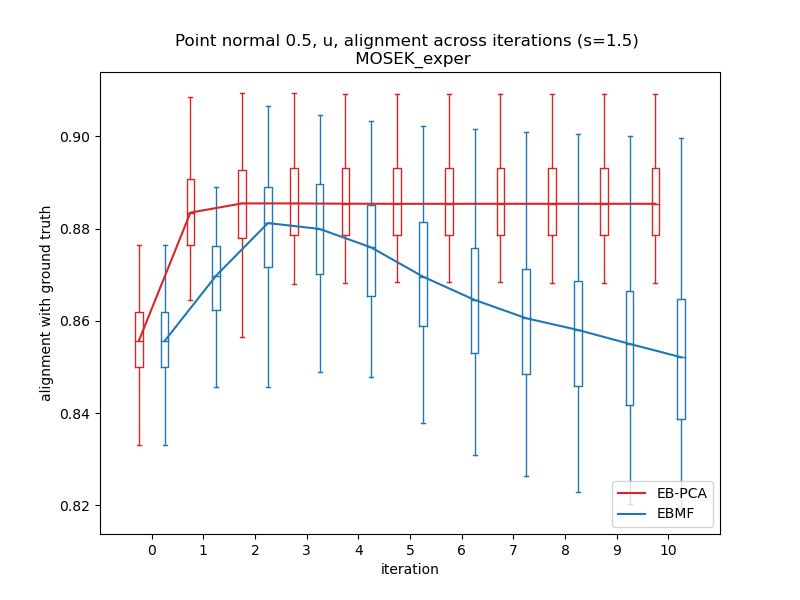 Point normal 0.5, u, alignment across iterations (s=1.5)
MOSEK_exper
0.90
0.88
0.86
0.84
0.82
alignment with ground truth
EB-PCA
EBMF
0 1 2 3 4 5 6 7 8 9 10
iteration